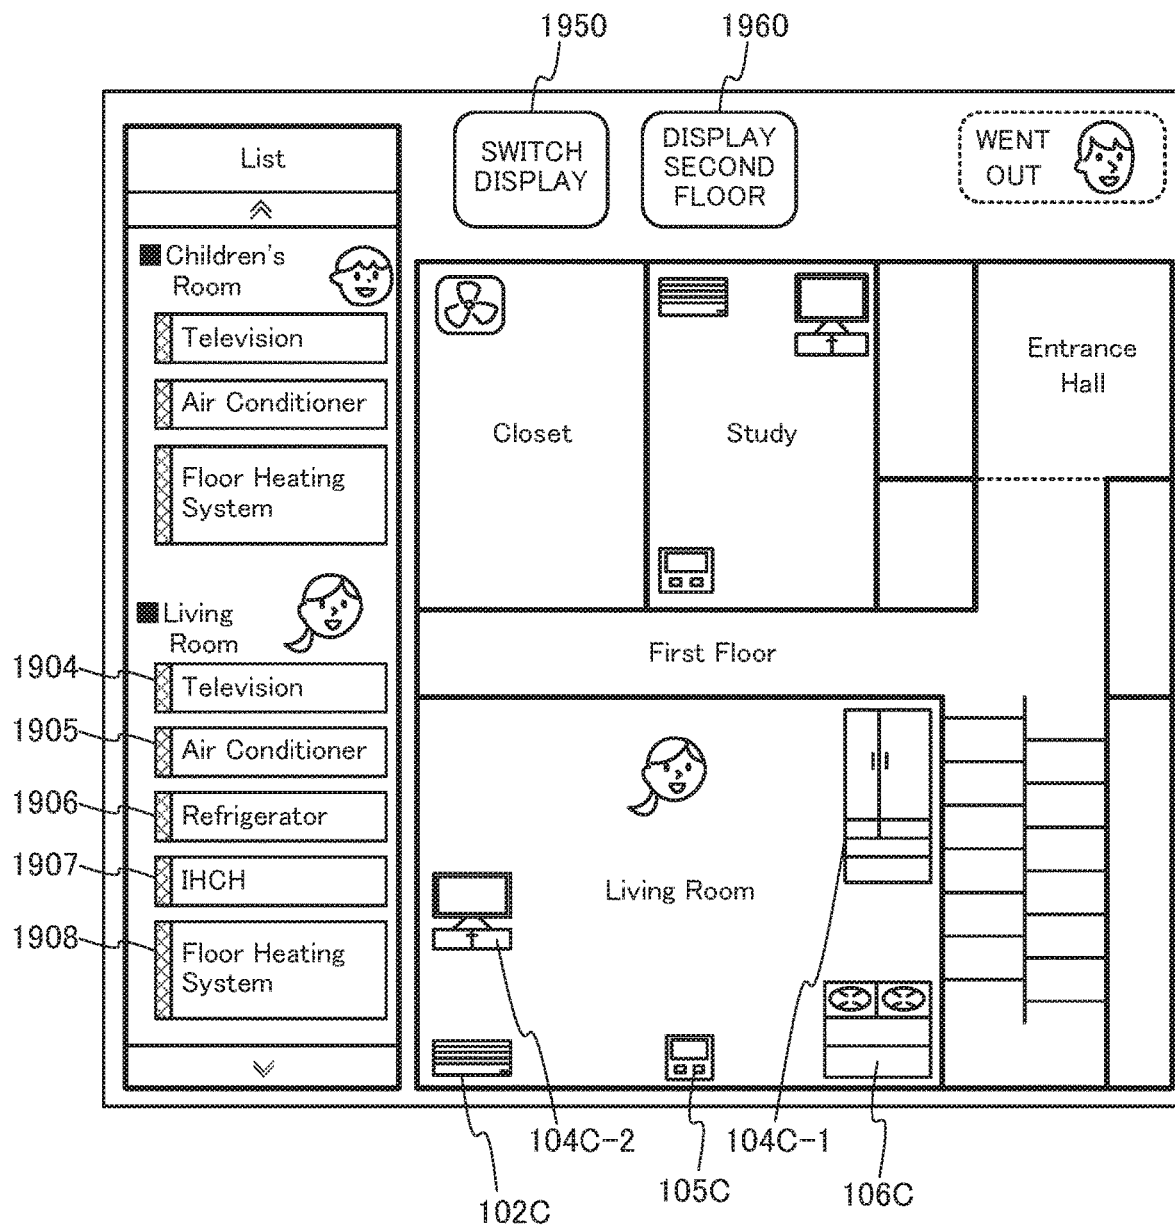 1950
1960
List
SWITCH
DISPLAY
DISPLAY
SECOND
FLOOR
WENT
OUT
Children's
Room
Television
Air Conditioner
Floor Heating
System
Closet
Study
Entrance
Hall
First Floor
Living
Room
1904
Television
1905
Air Conditioner
1906
Refrigerator
1907
IHCH
1908
Floor Heating
System
Living Room
104C-2
104C-1
102C
105C
106C